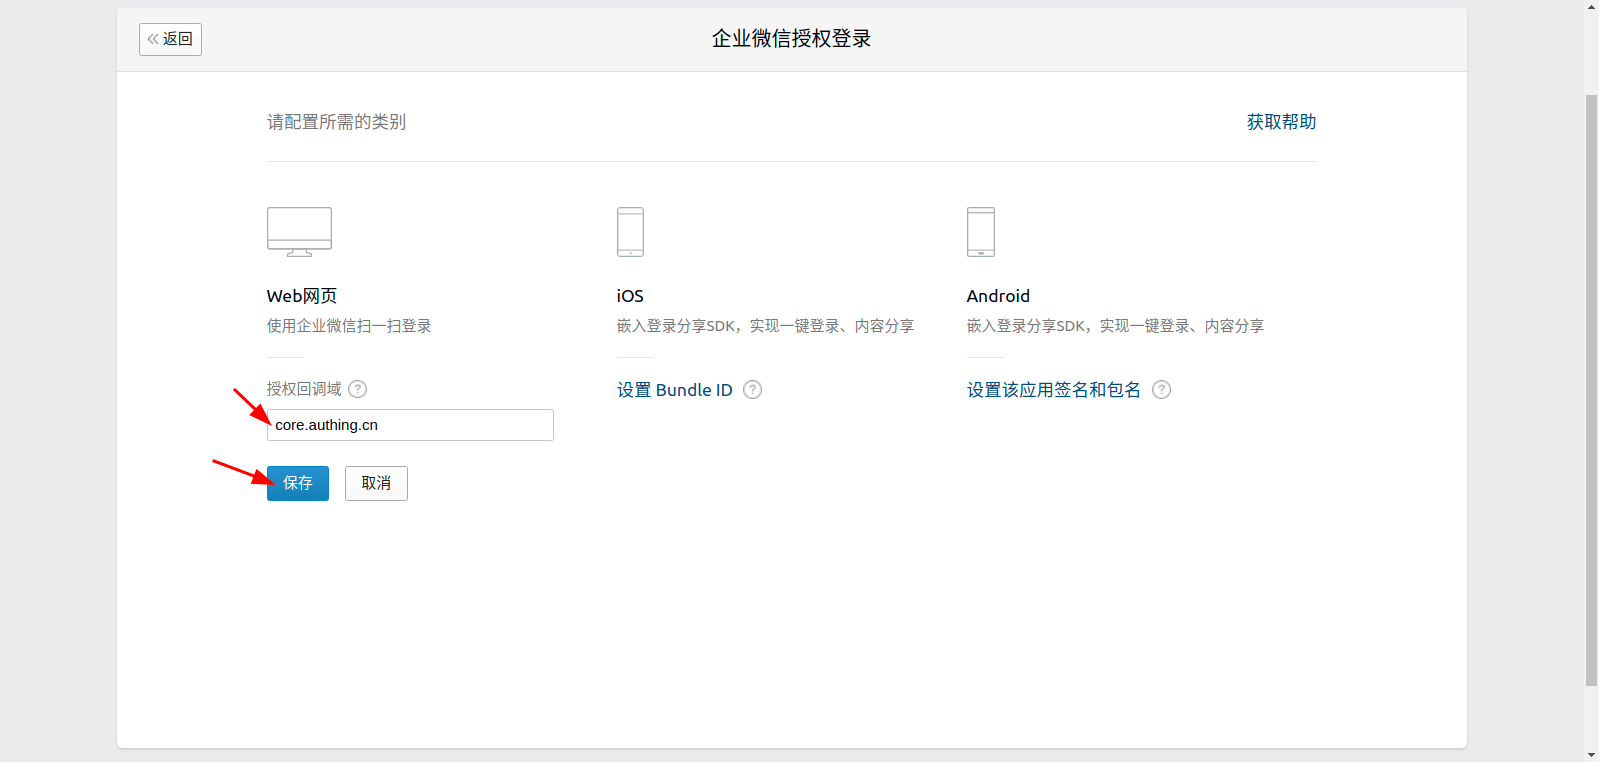 返回
企业微信授权登录
请配置所需的类别
获取帮助
Web网页
使用企业微信扫一扫登录
授权回调域 ?
core.authing.cn
保存
取消
iOS
嵌入登录分享SDK，实现一键登录、内容分享
设置 Bundle ID ?
Android
嵌入登录分享SDK，实现一键登录、内容分享
设置该应用签名和包名 ?